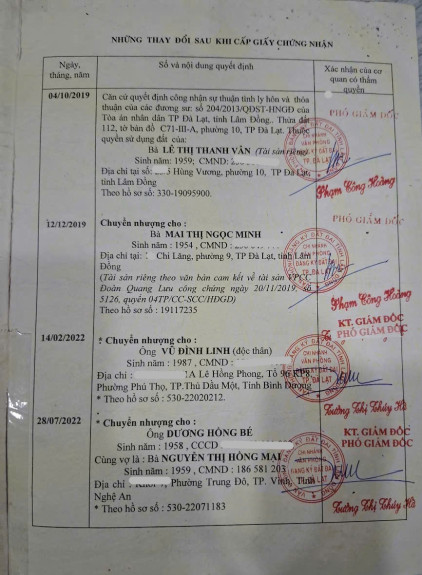 NHỮNG THAY ĐỔI SAU KHI CẤP GIẤY CHỨNG NHẬN
Ngày, tháng, năm
Số và nội dung quyết định
Xác nhận của cơ quan có thẩm quyền
04/10/2019
Căn cứ quyết định công nhận sự thuận tình ly hôn và thỏa
thuận của các đương sư: số 204/2013/QĐST-HNGĐ của
Tòa án nhân dân TP Đà Lạt, tỉnh Lâm Đồng.. Thửa đất
112, tờ bản đồ C71-III-A, phường 10, TP Đà Lạt. Thuộc
quyền sử dụng đất của:
Bà LÊ THỊ THANH VÂN (Tài sản riêng)
Sinh năm: 1959; CMND:
Địa chỉ tại số: Hùng Vương, phường 10, TP Đà Lạt,
tỉnh Lâm Đồng
Theo hồ sơ: 330-19095900.
PHÓ GIÁM ĐỐC
Phạm Công Hoàng
12/12/2019
Chuyển nhượng cho :
Bà MAI THỊ NGỌC MINH
Sinh năm : 1954 , CMND :
Địa chỉ tại: Chi Lăng, phường 9, TP Đà Lạt, tỉnh Lâm
Đồng
(Tài sản riêng theo văn bản cam kết về tài sản VPCC
Đoàn Quang Lưu công chứng ngày 20/11/2019, số
5126, quyển 04TP/CC-SCC/HĐGD)
Theo hồ sơ số : 19117235
PHÓ GIÁM ĐỐC
Phạm Công Hoàng
14/02/2022
Chuyển nhượng cho :
Ông VŨ ĐÌNH LINH (độc thân)
Sinh năm : 1987 , CMND :
Địa chỉ : Lê Hồng Phong, Tổ 96 KP8
Phường Phú Thọ, TP.Thủ Dầu Một, Tỉnh Bình Dương
* Theo hồ sơ số : 530-22020212.
KT. GIÁM ĐỐC
PHÓ GIÁM ĐỐC
Trương Thị Thúy Hà
28/07/2022
* Chuyển nhượng cho :
Ông DƯƠNG HỒNG BÉ
Sinh năm : 1958 , CCCD
Cùng vợ là : Bà NGUYỄN THỊ HỒNG MAI
Sinh năm : 1959 , CMND : 186 581 203
Địa chỉ : Phường Trung Đô, TP. Vinh, Tỉnh
Nghệ An
* Theo hồ sơ số : 530-22071183
KT. GIÁM ĐỐC
PHÓ GIÁM ĐỐC
Trương Thị Thúy Hà